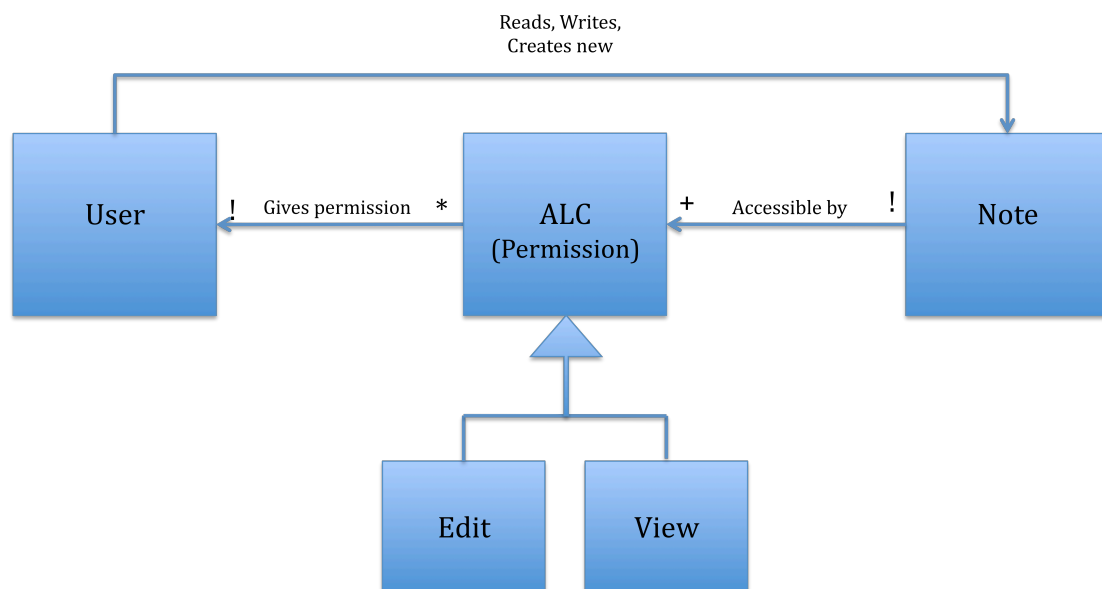 Reads, Writes,
Creates new
User
! Gives permission *
ALC
(Permission)
+ Accessible by !
Note
Edit
View